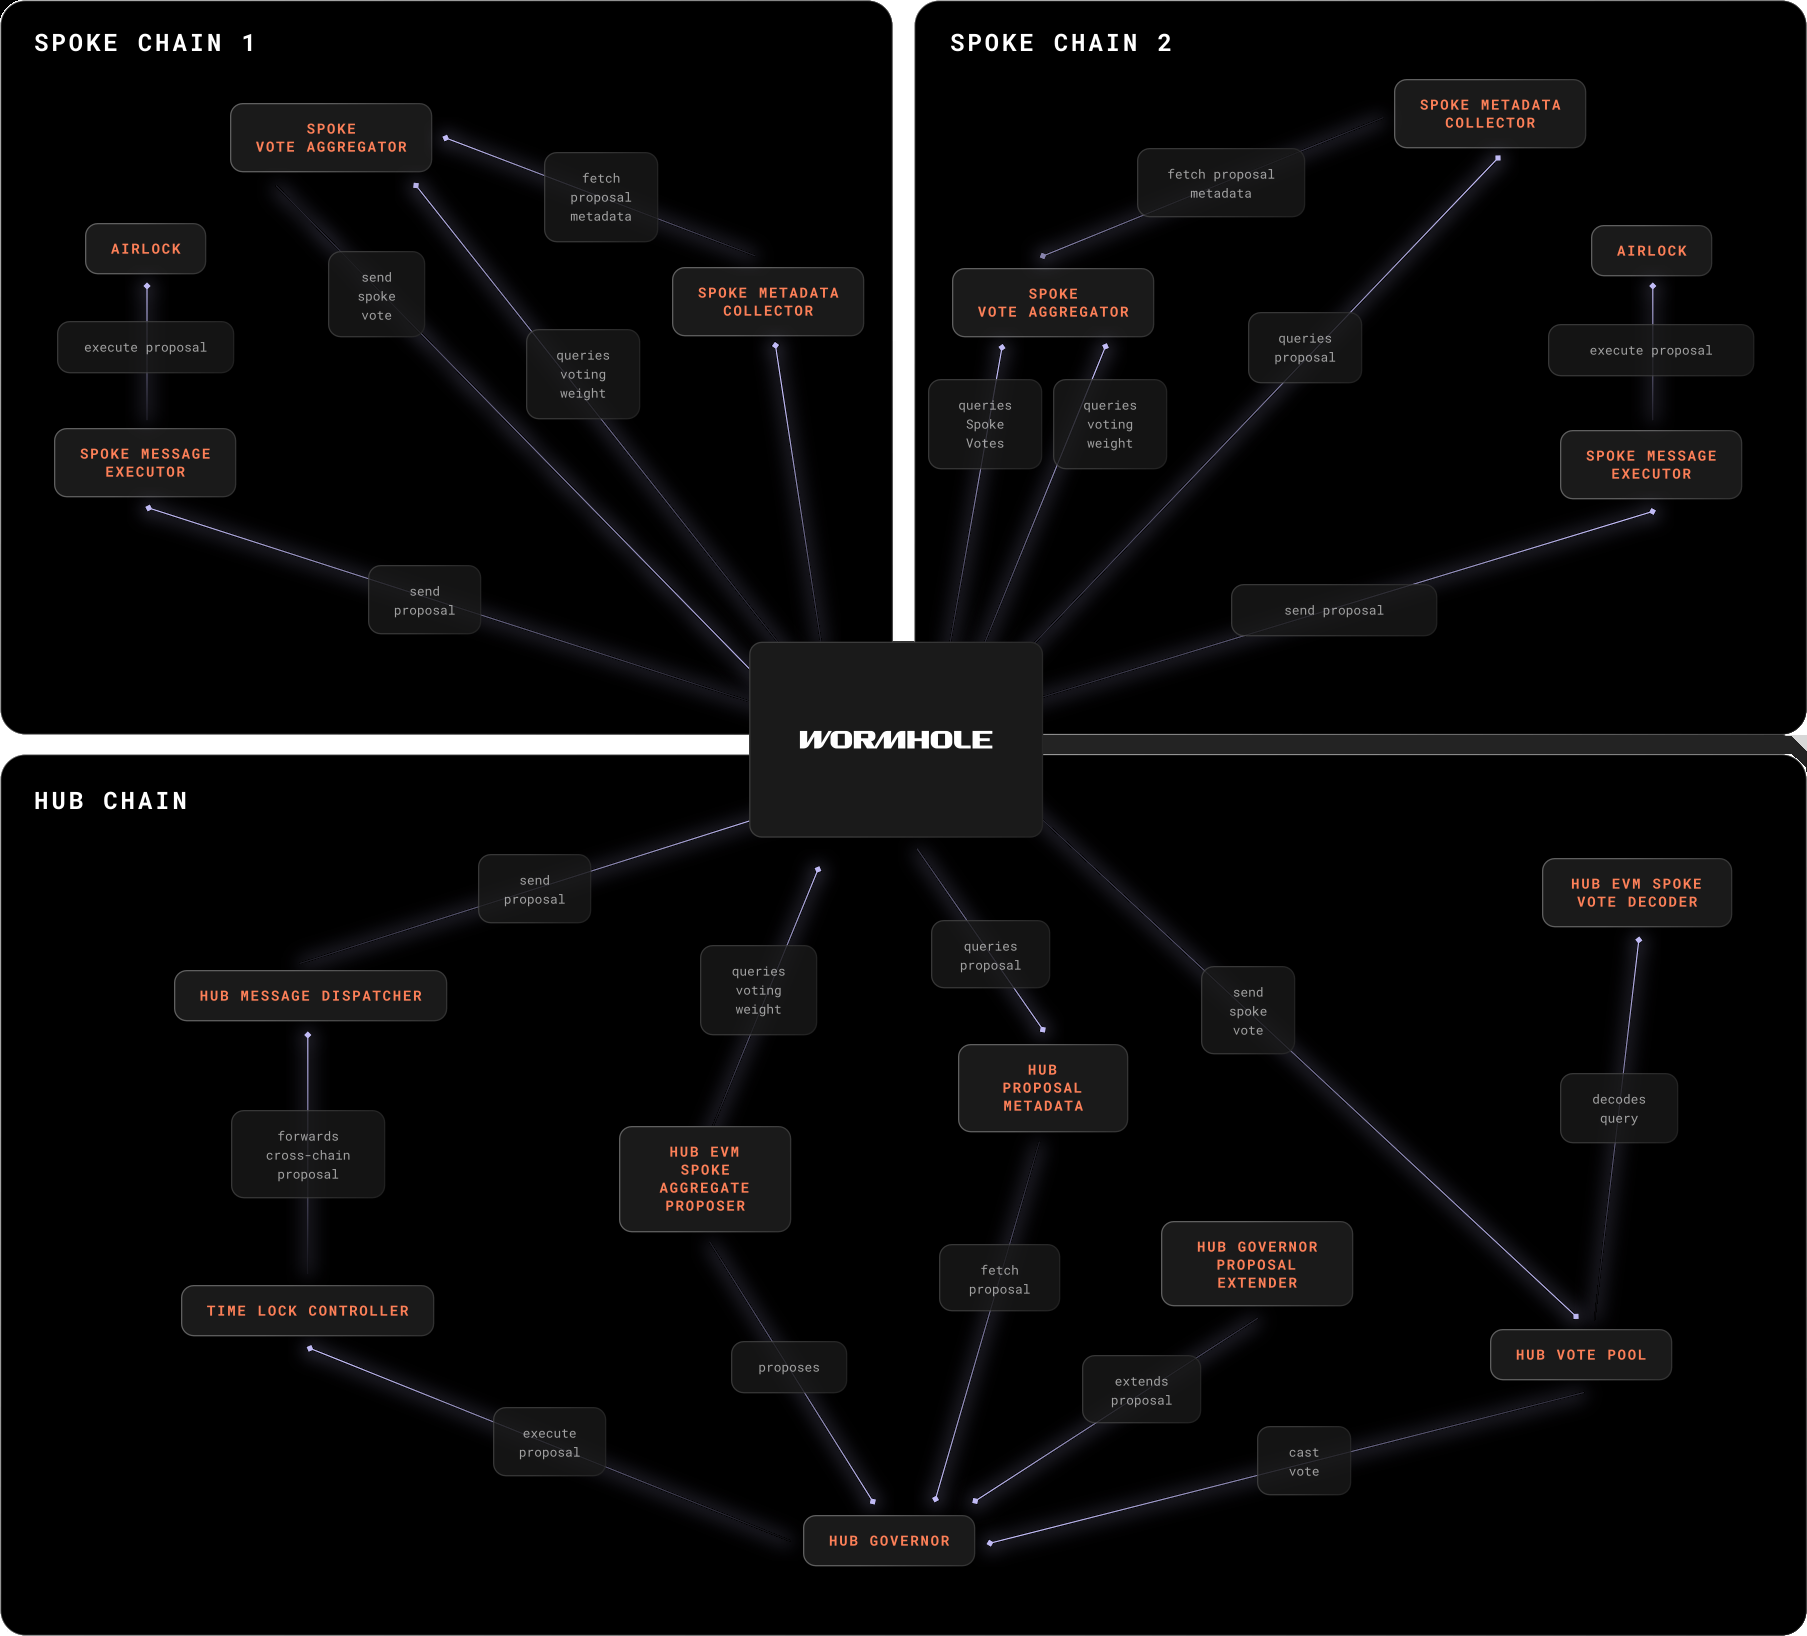 SPOKE CHAIN 1
SPOKE
VOTE AGGREGATOR
fetch
proposal
metadata
AIRLOCK
send
spoke
vote
SPOKE METADATA
COLLECTOR
execute proposal
queries
voting
weight
SPOKE MESSAGE
EXECUTOR
send
proposal
SPOKE CHAIN 2
SPOKE METADATA
COLLECTOR
fetch proposal
metadata
AIRLOCK
SPOKE
VOTE AGGREGATOR
queries
proposal
execute proposal
queries
Spoke
Votes
queries
voting
weight
SPOKE MESSAGE
EXECUTOR
send proposal
WORMHOLE
HUB CHAIN
send
proposal
HUB EVM SPOKE
VOTE DECODER
queries
proposal
queries
voting
weight
send
spoke
vote
HUB MESSAGE DISPATCHER
HUB
PROPOSAL
METADATA
decodes
query
forwards
cross-chain
proposal
HUB EVM
SPOKE
AGGREGATE
PROPOSER
HUB GOVERNOR
PROPOSAL
EXTENDER
fetch
proposal
TIME LOCK CONTROLLER
HUB VOTE POOL
proposes
extends
proposal
execute
proposal
cast
vote
HUB GOVERNOR